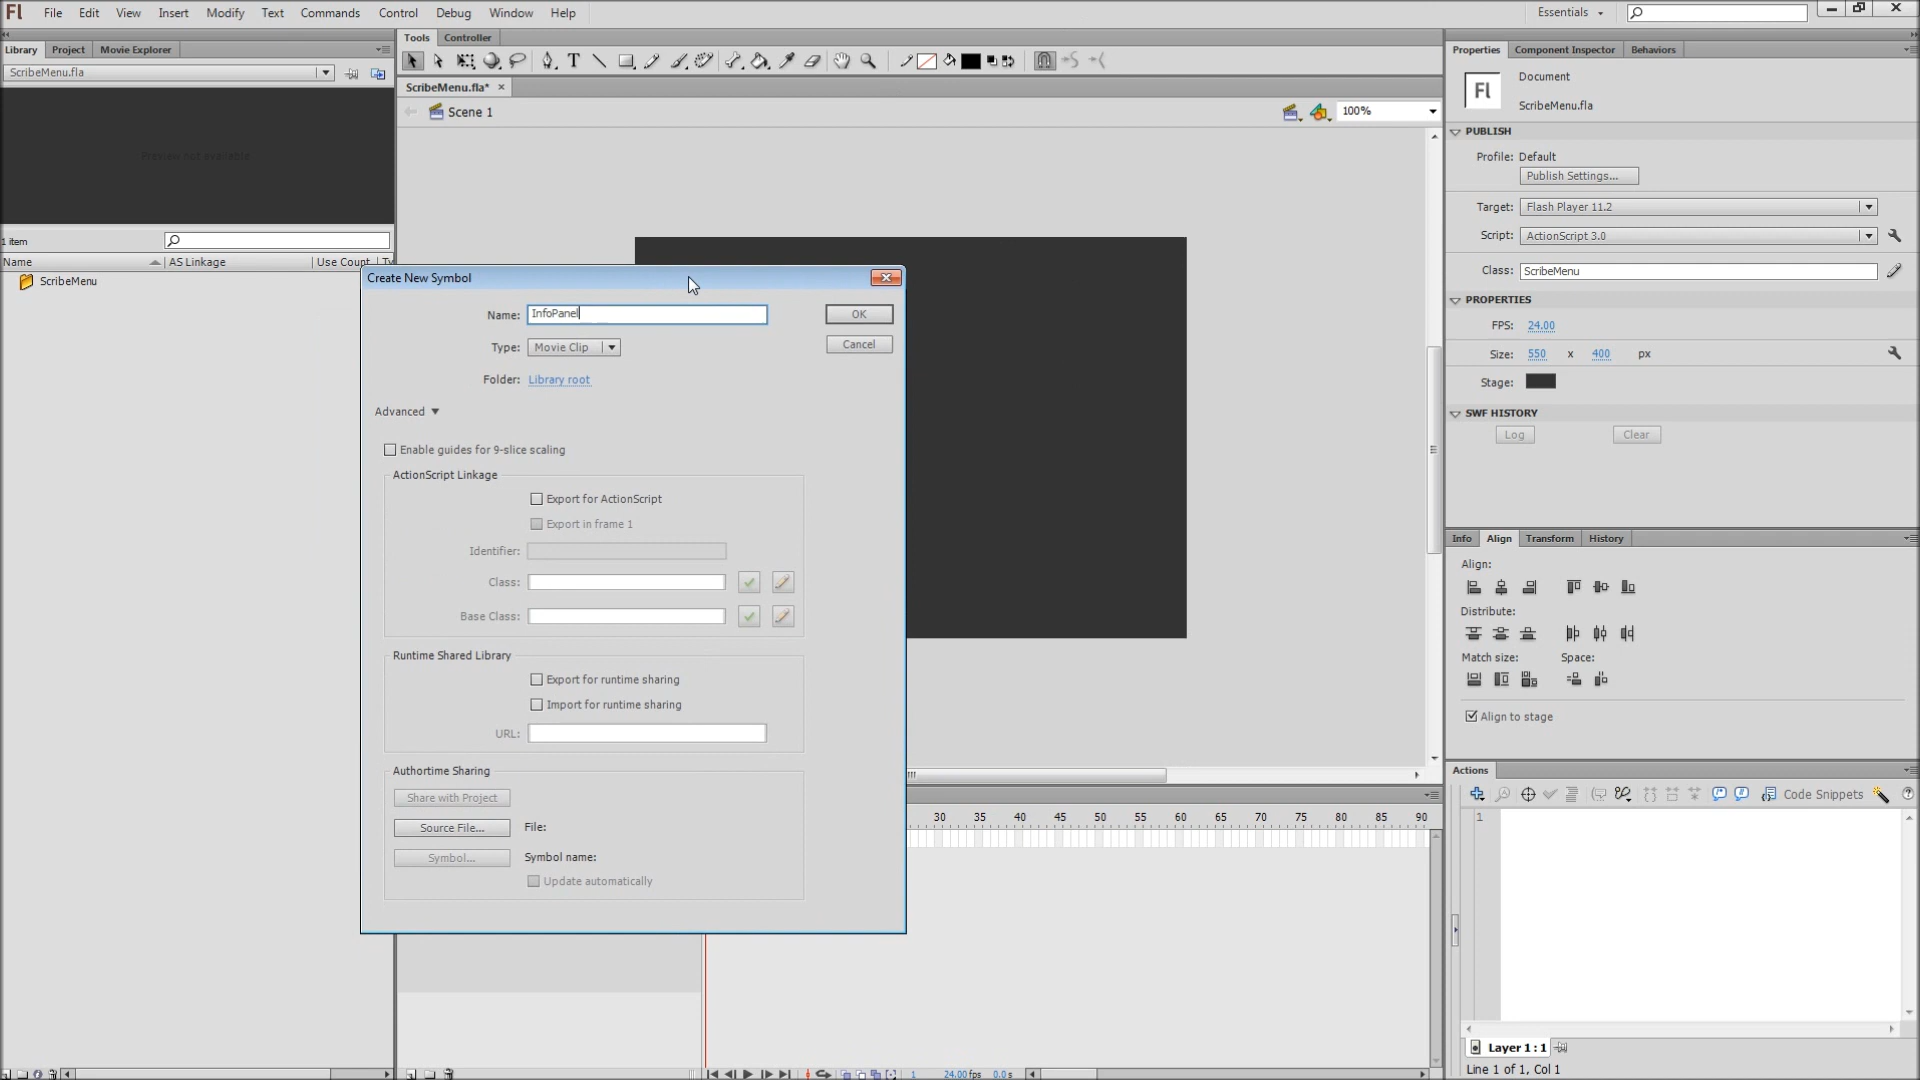 Fl File Edit View Insert Modify Text Commands Control Debug Window Help Essentials
Library Project Movie Explorer
ScribeMenu.fla
Preview not available
1 item
Name AS Linkage Use Count Ty
ScribeMenu
Tools Controller
ScribeMenu.fla* ×
Scene 1 100%
Create New Symbol
Name: InfoPanel OK
Type: Movie Clip Cancel
Folder: Library root
Advanced
Enable guides for 9-slice scaling
ActionScript Linkage
Export for ActionScript
Export in frame 1
Identifier:
Class:
Base Class:
Runtime Shared Library
Export for runtime sharing
Import for runtime sharing
URL:
Authortime Sharing
Share with Project
Source File... File:
Symbol... Symbol name:
Update automatically
30 35 40 45 50 55 60 65 70 75 80 85 90
1 24.00 fps 0.0 s
Properties Component Inspector Behaviors
Fl
Document
ScribeMenu.fla
PUBLISH
Profile: Default
Publish Settings...
Target: Flash Player 11.2
Script: ActionScript 3.0
Class: ScribeMenu
PROPERTIES
FPS: 24.00
Size: 550 x 400 px
Stage:
SWF HISTORY
Log Clear
Info Align Transform History
Align:
Distribute:
Match size: Space:
Align to stage
Actions
Code Snippets
1
Layer 1 : 1
Line 1 of 1, Col 1